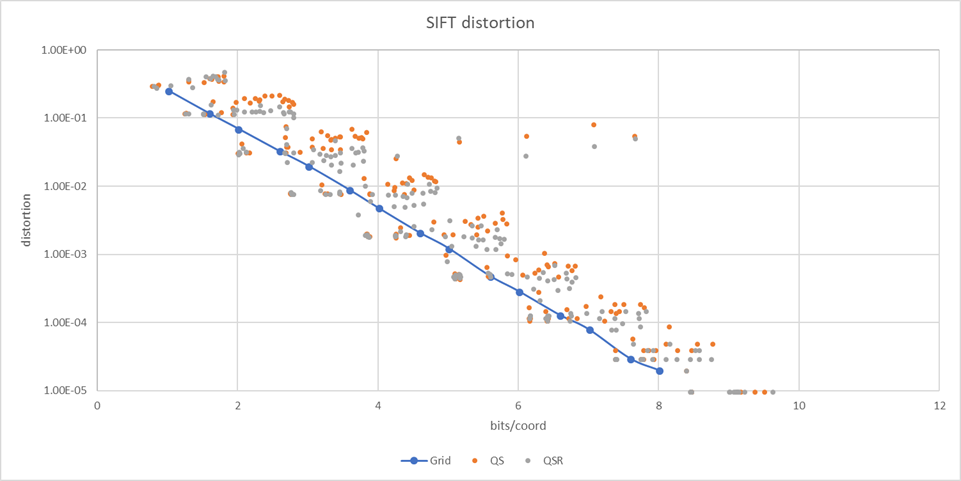 SIFT distortion
1.00E+00
1.00E-01
1.00E-02
1.00E-03
1.00E-04
1.00E-05
distortion
0 2 4 6 8 10 12
bits/coord
Grid QS QSR